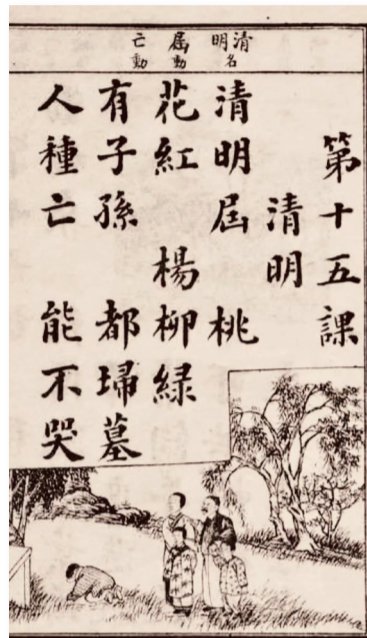 清明名
屆動
亡動
第十五課
清明
清明屆 桃
花紅 楊柳綠
有子孫 都埽墓
人種亡 能不哭